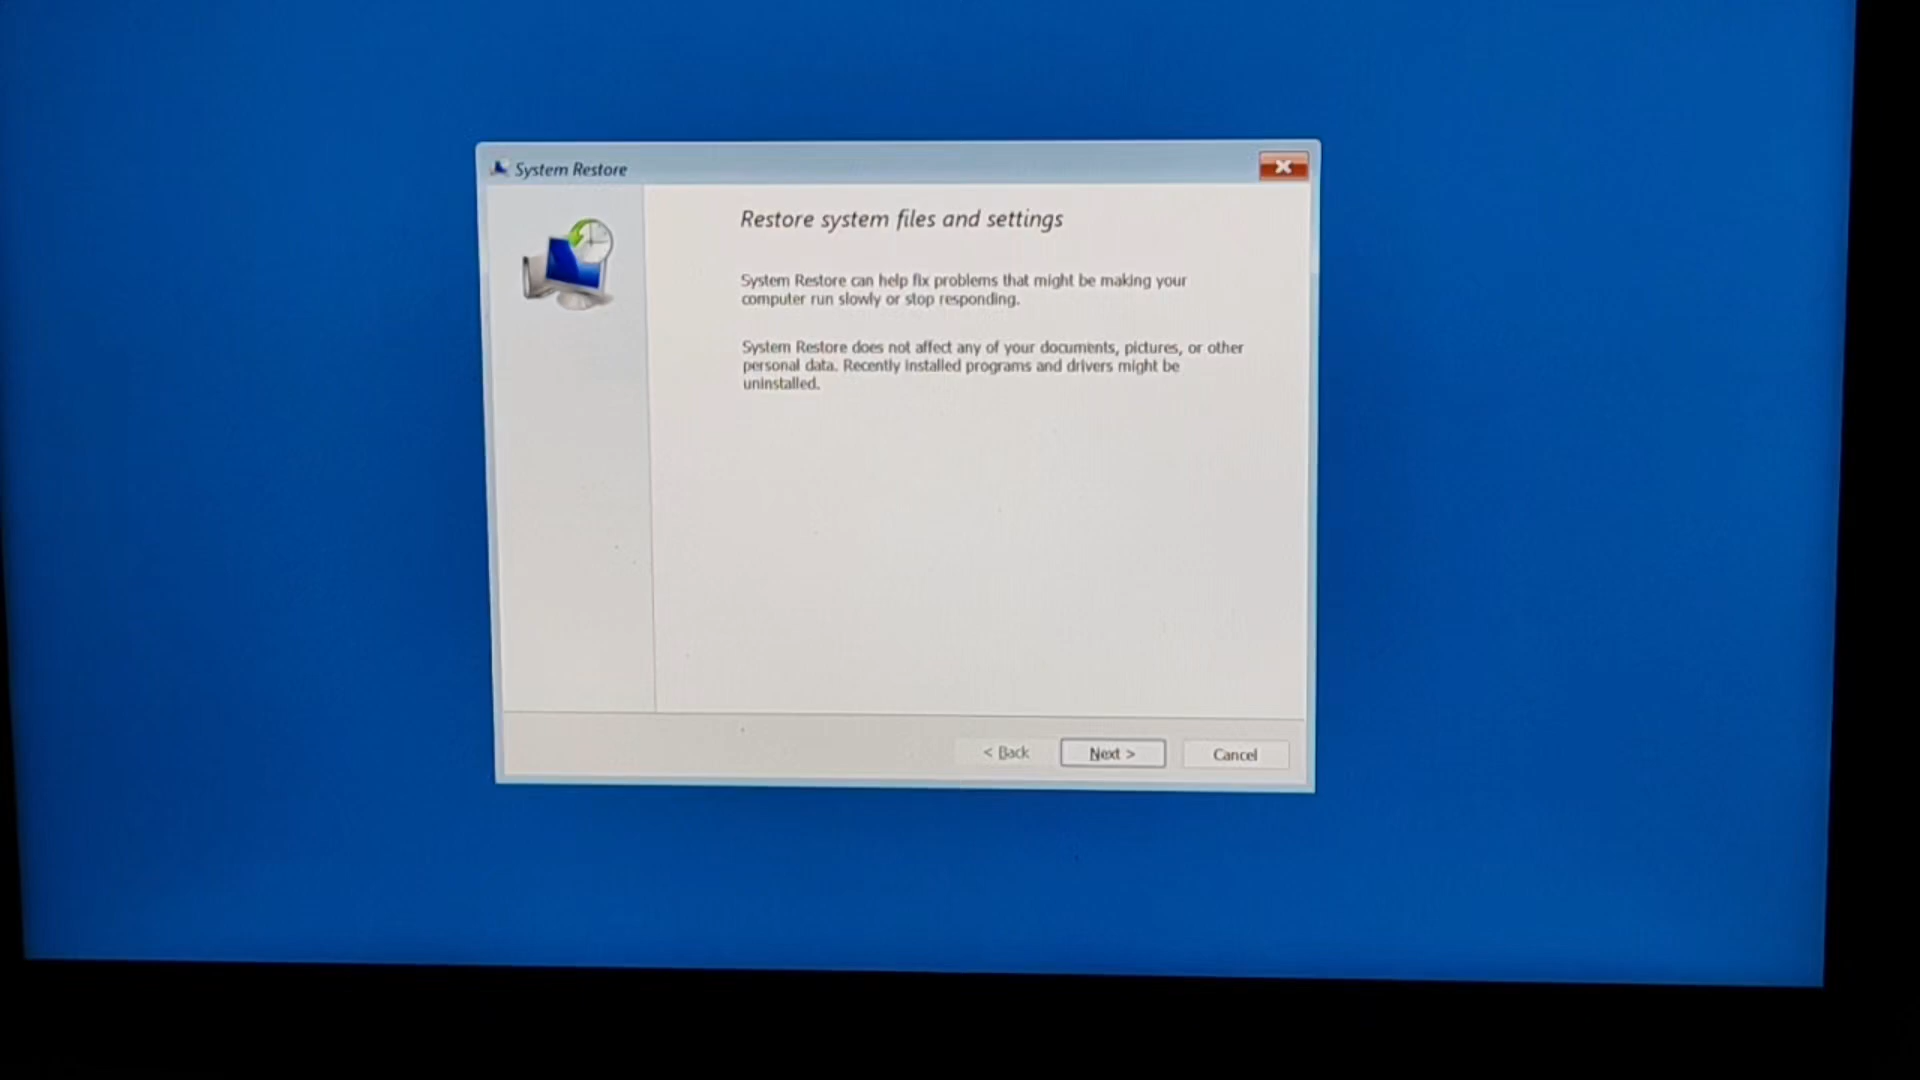 System Restore
Restore system files and settings
System Restore can help fix problems that might be making your
computer run slowly or stop responding.
System Restore does not affect any of your documents, pictures, or other
personal data. Recently installed programs and drivers might be
uninstalled.
< Back
Next >
Cancel